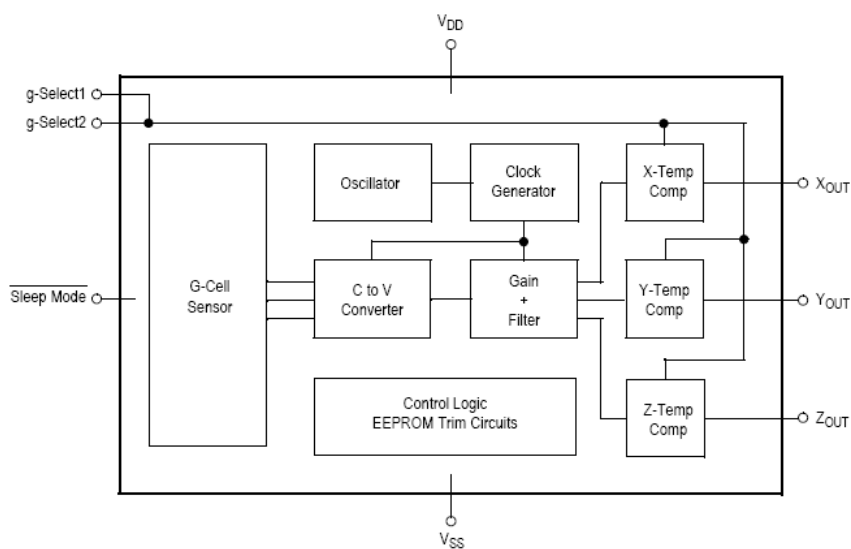 VDD
g-Select1
g-Select2
Oscillator
Clock
Generator
X-Temp
Comp
XOUT
Sleep Mode
G-Cell
Sensor
C to V
Converter
Gain
+
Filter
Y-Temp
Comp
YOUT
Control Logic
EEPROM Trim Circuits
Z-Temp
Comp
ZOUT
VSS